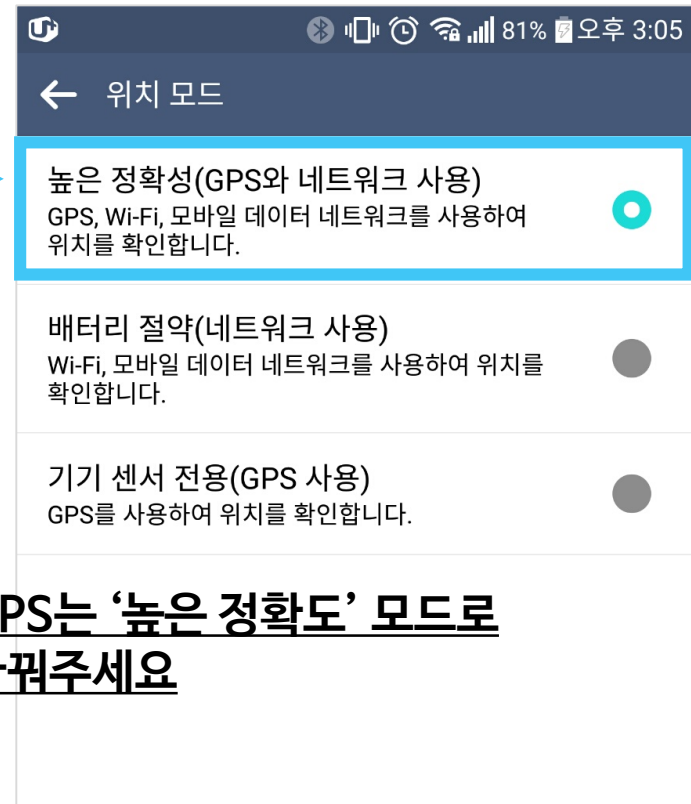 81% 오후 3:05
위치 모드
높은 정확성(GPS와 네트워크 사용)
GPS, Wi-Fi, 모바일 데이터 네트워크를 사용하여
위치를 확인합니다.
배터리 절약(네트워크 사용)
Wi-Fi, 모바일 데이터 네트워크를 사용하여 위치를
확인합니다.
기기 센서 전용(GPS 사용)
GPS를 사용하여 위치를 확인합니다.
PS는 ‘높은 정확도’ 모드로
꿔주세요